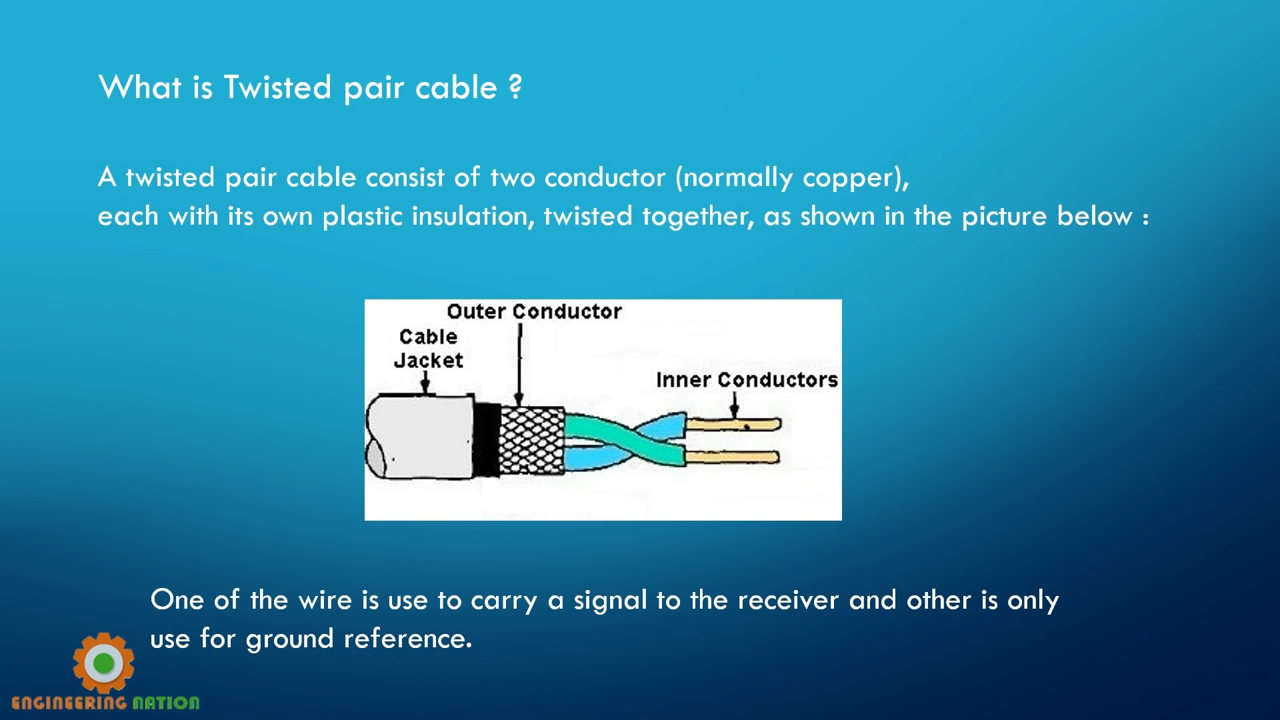 What is Twisted pair cable ?
A twisted pair cable consist of two conductor (normally copper),
each with its own plastic insulation, twisted together, as shown in the picture below :
Outer Conductor
Cable
Jacket
Inner Conductors
One of the wire is use to carry a signal to the receiver and other is only
use for ground reference.
ENGINEERING NATION